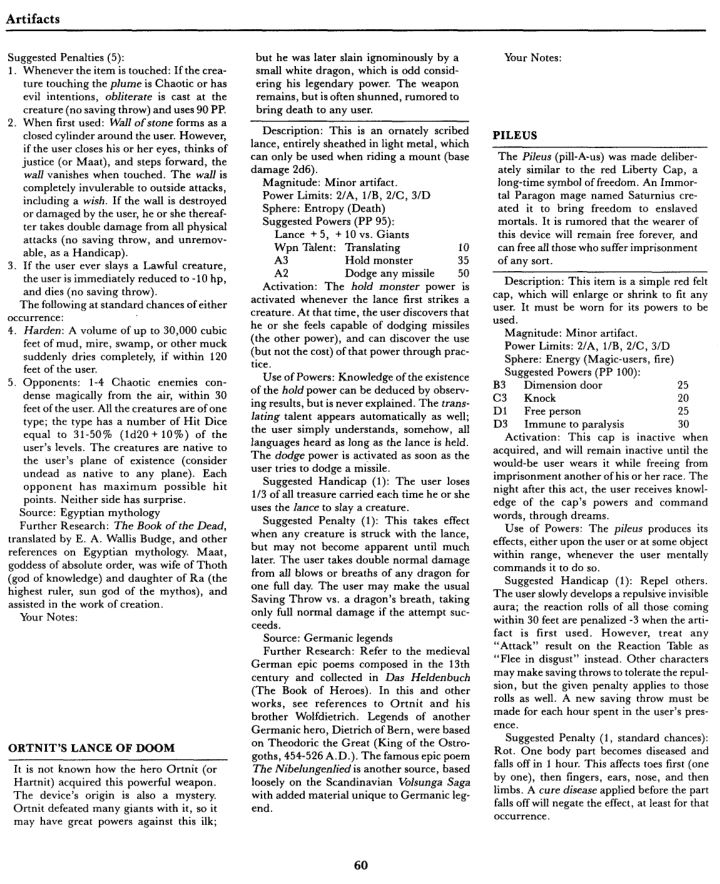 Artifacts
Suggested Penalties (5):
1. Whenever the item is touched: If the crea-
ture touching the plume is Chaotic or has
evil intentions, obliterate is cast at the
creature (no saving throw) and uses 90 PP.
2. When first used: Wall of stone forms as a
closed cylinder around the user. However,
if the user closes his or her eyes, thinks of
justice (or Maat), and steps forward, the
wall vanishes when touched. The wall is
completely invulerable to outside attacks,
including a wish. If the wall is destroyed
or damaged by the user, he or she thereaf-
ter takes double damage from all physical
attacks (no saving throw, and unremov-
able, as a Handicap).
3. If the user ever slays a Lawful creature,
the user is immediately reduced to -10 hp,
and dies (no saving throw).
The following at standard chances of either
occurrence:
4. Harden: A volume of up to 30,000 cubic
feet of mud, mire, swamp, or other muck
suddenly dries completely, if within 120
feet of the user.
5. Opponents: 1-4 Chaotic enemies con-
dense magically from the air, within 30
feet of the user. All the creatures are of one
type; the type has a number of Hit Dice
equal to 31-50% (1d20 + 10%) of the
user's levels. The creatures are native to
the user's plane of existence (consider
undead as native to any plane). Each
opponent has maximum possible hit
points. Neither side has surprise.
Source: Egyptian mythology
Further Research: The Book of the Dead,
translated by E. A. Wallis Budge, and other
references on Egyptian mythology. Maat,
goddess of absolute order, was wife of Thoth
(god of knowledge) and daughter of Ra (the
highest ruler, sun god of the mythos), and
assisted in the work of creation.
Your Notes:
ORTNIT'S LANCE OF DOOM
It is not known how the hero Ortnit (or
Hartnit) acquired this powerful weapon.
The device's origin is also a mystery.
Ortnit defeated many giants with it, so it
may have great powers against this ilk;
but he was later slain ignominously by a
small white dragon, which is odd consid-
ering his legendary power. The weapon
remains, but is often shunned, rumored to
bring death to any user.
Description: This is an ornately scribed
lance, entirely sheathed in light metal, which
can only be used when riding a mount (base
damage 2d6).
Magnitude: Minor artifact.
Power Limits: 2/A, 1/B, 2/C, 3/D
Sphere: Entropy (Death)
Suggested Powers (PP 95):
Lance +5, +10 vs. Giants
Wpn Talent: Translating 10
A3 Hold monster 35
A2 Dodge any missile 50
Activation: The hold monster power is
activated whenever the lance first strikes a
creature. At that time, the user discovers that
he or she feels capable of dodging missiles
(the other power), and can discover the use
(but not the cost) of that power through prac-
tice.
Use of Powers: Knowledge of the existence
of the hold power can be deduced by observ-
ing results, but is never explained. The trans-
lating talent appears automatically as well;
the user simply understands, somehow, all
languages heard as long as the lance is held.
The dodge power is activated as soon as the
user tries to dodge a missile.
Suggested Handicap (1): The user loses
1/3 of all treasure carried each time he or she
uses the lance to slay a creature.
Suggested Penalty (1): This takes effect
when any creature is struck with the lance,
but may not become apparent until much
later. The user takes double normal damage
from all blows or breaths of any dragon for
one full day. The user may make the usual
Saving Throw vs. a dragon's breath, taking
only full normal damage if the attempt suc-
ceeds.
Source: Germanic legends
Further Research: Refer to the medieval
German epic poems composed in the 13th
century and collected in Das Heldenbuch
(The Book of Heroes). In this and other
works, see references to Ortnit and his
brother Wolfdietrich. Legends of another
Germanic hero, Dietrich of Bern, were based
on Theodoric the Great (King of the Ostro-
goths, 454-526 A.D.). The famous epic poem
The Nibelungenlied is another source, based
loosely on the Scandinavian Volsunga Saga
with added material unique to Germanic leg-
end.
Your Notes:
PILEUS
The Pileus (pill-A-us) was made deliber-
ately similar to the red Liberty Cap, a
long-time symbol of freedom. An Immor-
tal Paragon mage named Saturnius cre-
ated it to bring freedom to enslaved
mortals. It is rumored that the wearer of
this device will remain free forever, and
can free all those who suffer imprisonment
of any sort.
Description: This item is a simple red felt
cap, which will enlarge or shrink to fit any
user. It must be worn for its powers to be
used.
Magnitude: Minor artifact.
Power Limits: 2/A, 1/B, 2/C, 3/D
Sphere: Energy (Magic-users, fire)
Suggested Powers (PP 100):
B3 Dimension door 25
C3 Knock 20
D1 Free person 25
D3 Immune to paralysis 30
Activation: This cap is inactive when
acquired, and will remain inactive until the
would-be user wears it while freeing from
imprisonment another of his or her race. The
night after this act, the user receives knowl-
edge of the cap's powers and command
words, through dreams.
Use of Powers: The pileus produces its
effects, either upon the user or at some object
within range, whenever the user mentally
commands it to do so.
Suggested Handicap (1): Repel others.
The user slowly develops a repulsive invisible
aura; the reaction rolls of all those coming
within 30 feet are penalized -3 when the arti-
fact is first used. However, treat any
"Attack" result on the Reaction Table as
"Flee in disgust" instead. Other characters
may make saving throws to tolerate the repul-
sion, but the given penalty applies to those
rolls as well. A new saving throw must be
made for each hour spent in the user's pres-
ence.
Suggested Penalty (1, standard chances):
Rot. One body part becomes diseased and
falls off in 1 hour. This affects toes first (one
by one), then fingers, ears, nose, and then
limbs. A cure disease applied before the part
falls off will negate the effect, at least for that
occurrence.
60